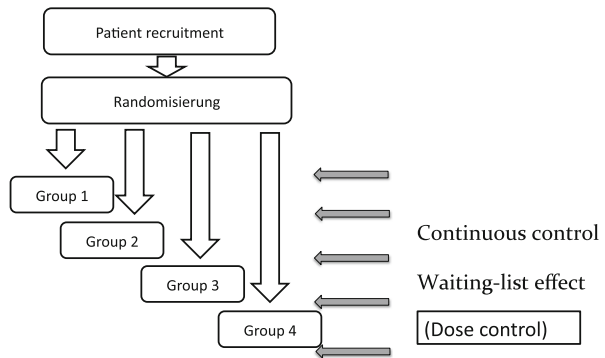 Patient recruitment
Randomisierung
Group 1
Group 2
Group 3
Group 4
Continuous control
Waiting-list effect
(Dose control)